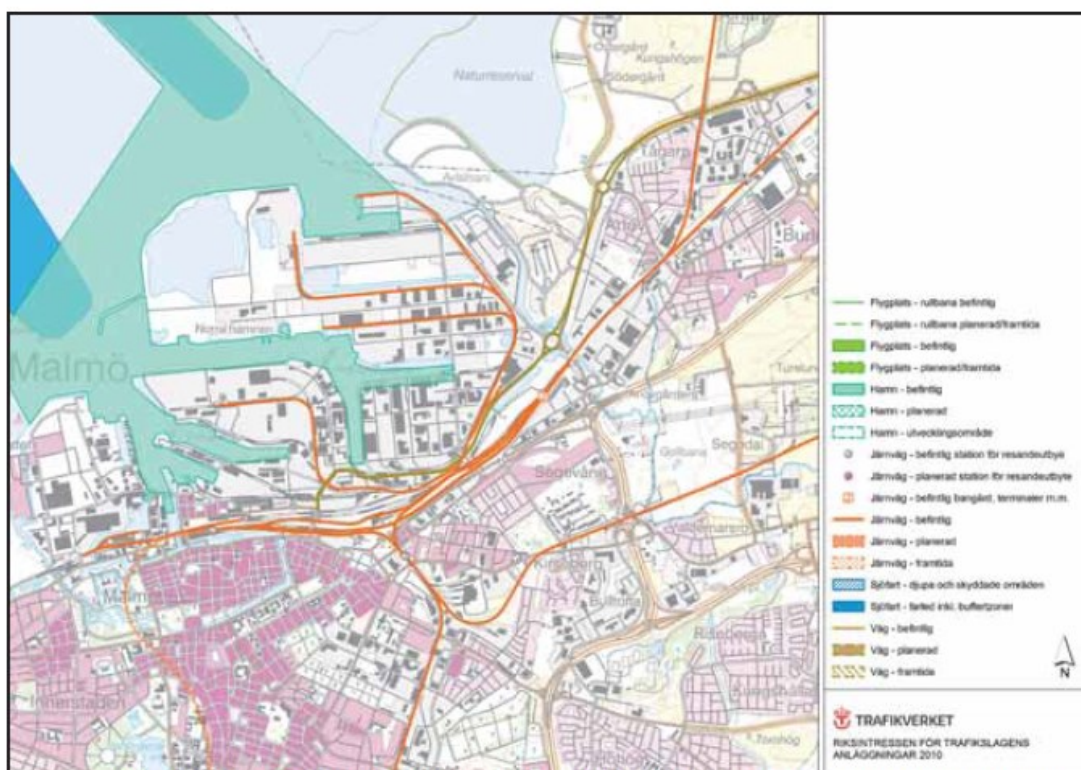 Naturreservat
Kungshögen
Södergård
Arlöv
Norra hamnen
Malmö
Segevång
Segedal
Kirseberg
Bulltofta
Innerstaden
Flygplats - rullbana befintlig
Flygplats - rullbana planerad/framtida
Flygplats - befintlig
Flygplats - planerad/framtida
Hamn - befintlig
Hamn - planerad
Hamn - utvecklingsområde
Järnväg - befintlig station för resandeutbyte
Järnväg - planerad station för resandeutbyte
Järnväg - befintlig bangård, terminaler m.m.
Järnväg - befintlig
Järnväg - planerad
Järnväg - framtida
Sjöfart - djupa och skyddade områden
Sjöfart - farled inkl. buffertzoner
Väg - befintlig
Väg - planerad
Väg - framtida
N
TRAFIKVERKET
RIKSINTRESSEN FÖR TRAFIKSLAGENS
ANLÄGGNINGAR 2010